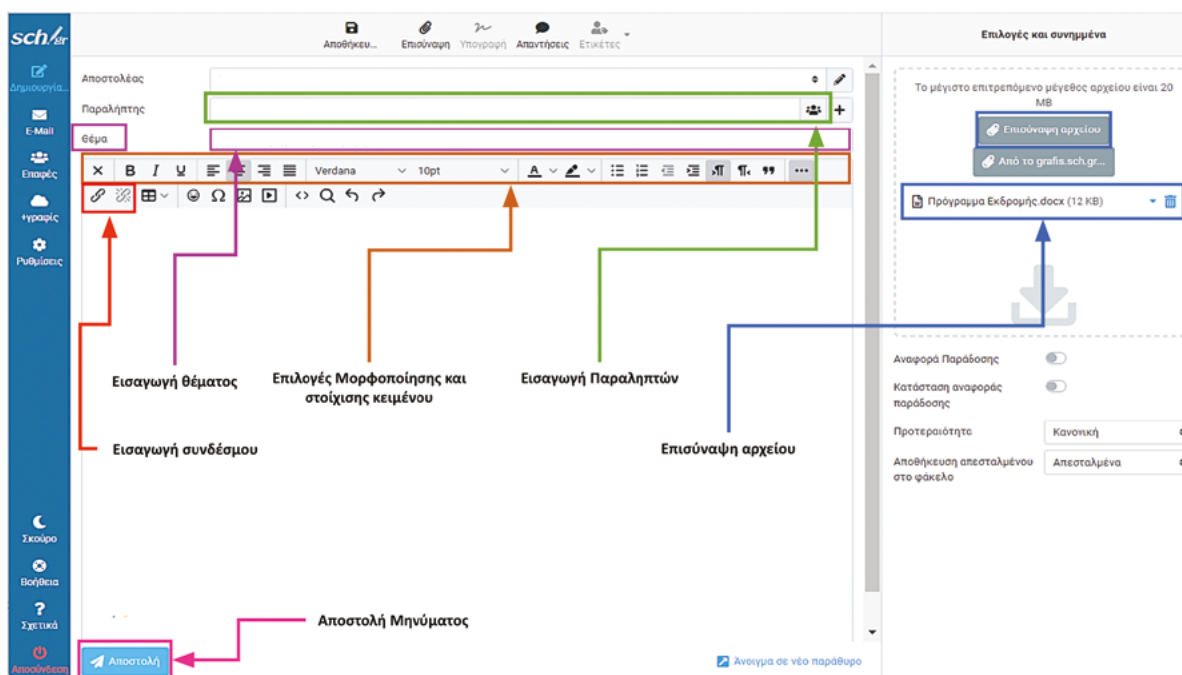 sch/gr
Αποθήκευ... Επισύναψη Υπογραφή Απαντήσεις Ετικέτες
Επιλογές και συνημμένα
Δημιουργία...
E-Mail
Επαφές
+γραφίς
Ρυθμίσεις
Σκούρο
Βοήθεια
Σχετικά
Αποσύνδεση
Αποστολέας
Παραλήπτης
Θέμα
B I U Verdana 10pt A
Ω
Εισαγωγή θέματος
Επιλογές Μορφοποίησης και
στοίχισης κειμένου
Εισαγωγή Παραληπτών
Εισαγωγή συνδέσμου
Επισύναψη αρχείου
Αποστολή Μηνύματος
Αποστολή
Άνοιγμα σε νέο παράθυρο
Το μέγιστο επιτρεπόμενο μέγεθος αρχείου είναι 20
MB
Επισύναψη αρχείου
Από το grafis.sch.gr...
Πρόγραμμα Εκδρομής.docx (12 KB)
Αναφορά Παράδοσης
Κατάσταση αναφοράς
παράδοσης
Προτεραιότητα Κανονική
Αποθήκευση απεσταλμένου Απεσταλμένα
στο φάκελο